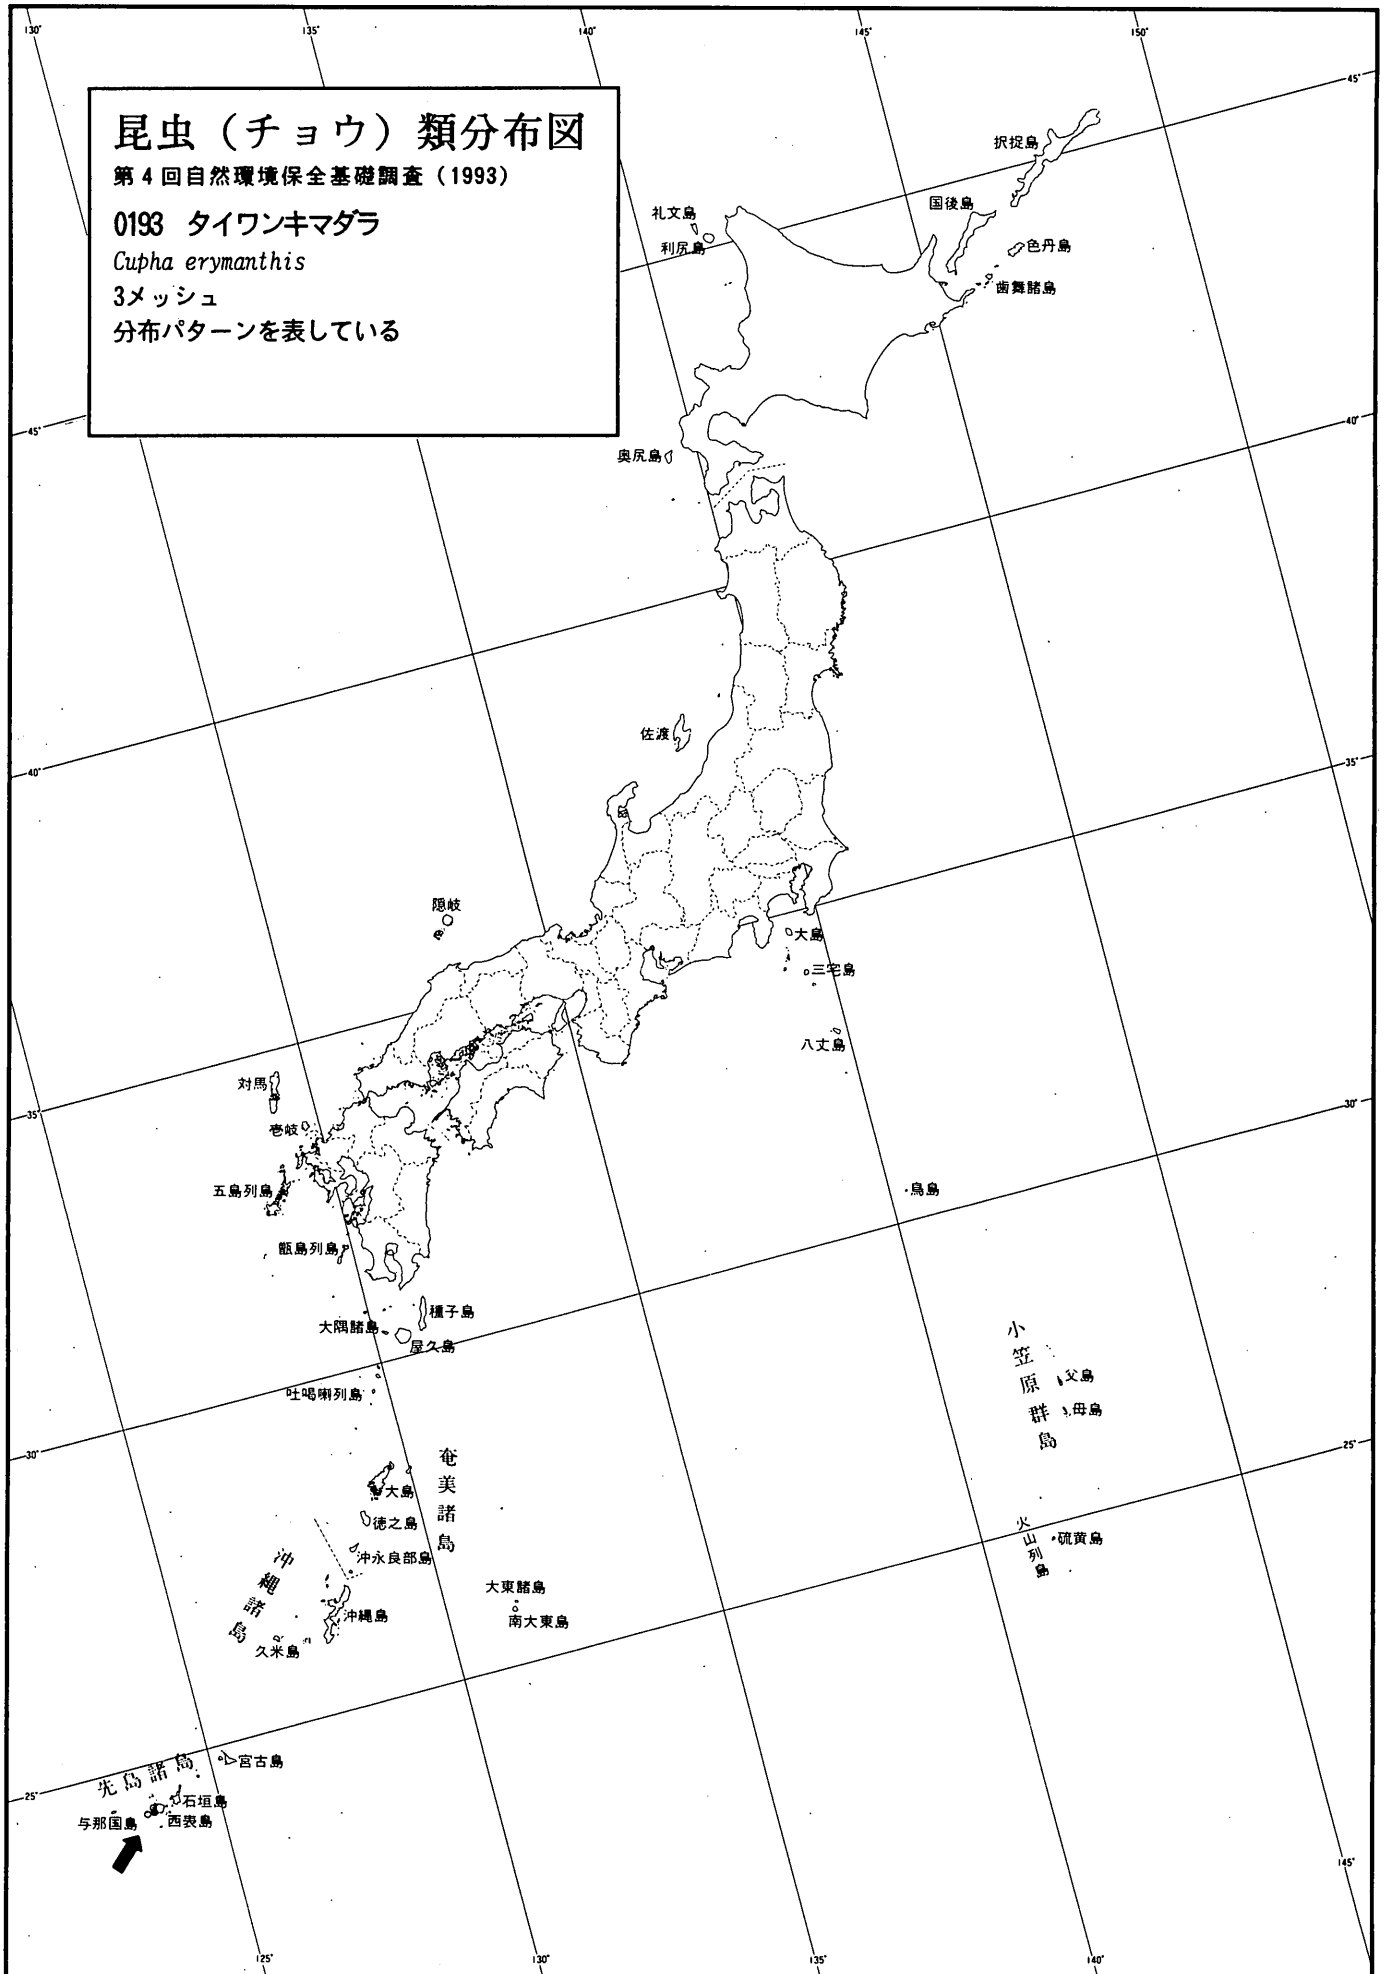 130°
135°
140°
145°
150°
昆虫（チョウ）類分布図
第4回自然環境保全基礎調査（1993）
0193 タイワンキマダラ
Cupha erymanthis
3メッシュ
分布パターンを表している
45°
択捉島
国後島
色丹島
歯舞諸島
礼文島
利尻島
45°
40°
奥尻島
佐渡
40°
35°
隠岐
大島
三宅島
八丈島
対馬
35°
壱岐
30°
五島列島
鳥島
甑島列島
種子島
大隅諸島
屋久島
吐噶喇列島
小笠原群島
父島
母島
30°
25°
奄美諸島
大島
徳之島
沖永良部島
火山列島
硫黄島
沖縄諸島
沖縄島
久米島
大東諸島
南大東島
先島諸島
宮古島
25°
石垣島
与那国島
西表島
145°
125°
130°
135°
140°